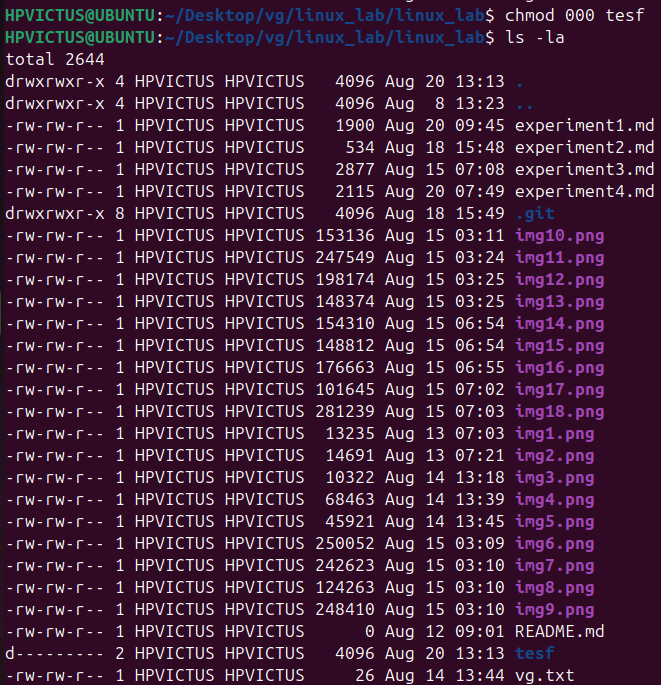 HPVICTUS@UBUNTU:~/Desktop/vg/linux_lab/linux_lab$ chmod 000 tesf
HPVICTUS@UBUNTU:~/Desktop/vg/linux_lab/linux_lab$ ls -la
total 2644
drwxrwxr-x 4 HPVICTUS HPVICTUS   4096 Aug 20 13:13 .
drwxrwxr-x 4 HPVICTUS HPVICTUS   4096 Aug  8 13:23 ..
-rw-rw-r-- 1 HPVICTUS HPVICTUS   1900 Aug 20 09:45 experiment1.md
-rw-rw-r-- 1 HPVICTUS HPVICTUS    534 Aug 18 15:48 experiment2.md
-rw-rw-r-- 1 HPVICTUS HPVICTUS   2877 Aug 15 07:08 experiment3.md
-rw-rw-r-- 1 HPVICTUS HPVICTUS   2115 Aug 20 07:49 experiment4.md
drwxrwxr-x 8 HPVICTUS HPVICTUS   4096 Aug 18 15:49 .git
-rw-rw-r-- 1 HPVICTUS HPVICTUS 153136 Aug 15 03:11 img10.png
-rw-rw-r-- 1 HPVICTUS HPVICTUS 247549 Aug 15 03:24 img11.png
-rw-rw-r-- 1 HPVICTUS HPVICTUS 198174 Aug 15 03:25 img12.png
-rw-rw-r-- 1 HPVICTUS HPVICTUS 148374 Aug 15 03:25 img13.png
-rw-rw-r-- 1 HPVICTUS HPVICTUS 154310 Aug 15 06:54 img14.png
-rw-rw-r-- 1 HPVICTUS HPVICTUS 148812 Aug 15 06:54 img15.png
-rw-rw-r-- 1 HPVICTUS HPVICTUS 176663 Aug 15 06:55 img16.png
-rw-rw-r-- 1 HPVICTUS HPVICTUS 101645 Aug 15 07:02 img17.png
-rw-rw-r-- 1 HPVICTUS HPVICTUS 281239 Aug 15 07:03 img18.png
-rw-rw-r-- 1 HPVICTUS HPVICTUS  13235 Aug 13 07:03 img1.png
-rw-rw-r-- 1 HPVICTUS HPVICTUS  14691 Aug 13 07:21 img2.png
-rw-rw-r-- 1 HPVICTUS HPVICTUS  10322 Aug 14 13:18 img3.png
-rw-rw-r-- 1 HPVICTUS HPVICTUS  68463 Aug 14 13:39 img4.png
-rw-rw-r-- 1 HPVICTUS HPVICTUS  45921 Aug 14 13:45 img5.png
-rw-rw-r-- 1 HPVICTUS HPVICTUS 250052 Aug 15 03:09 img6.png
-rw-rw-r-- 1 HPVICTUS HPVICTUS 242623 Aug 15 03:10 img7.png
-rw-rw-r-- 1 HPVICTUS HPVICTUS 124263 Aug 15 03:10 img8.png
-rw-rw-r-- 1 HPVICTUS HPVICTUS 248410 Aug 15 03:10 img9.png
-rw-rw-r-- 1 HPVICTUS HPVICTUS      0 Aug 12 09:01 README.md
d--------- 2 HPVICTUS HPVICTUS   4096 Aug 20 13:13 tesf
-rw-rw-r-- 1 HPVICTUS HPVICTUS     26 Aug 14 13:44 vg.txt